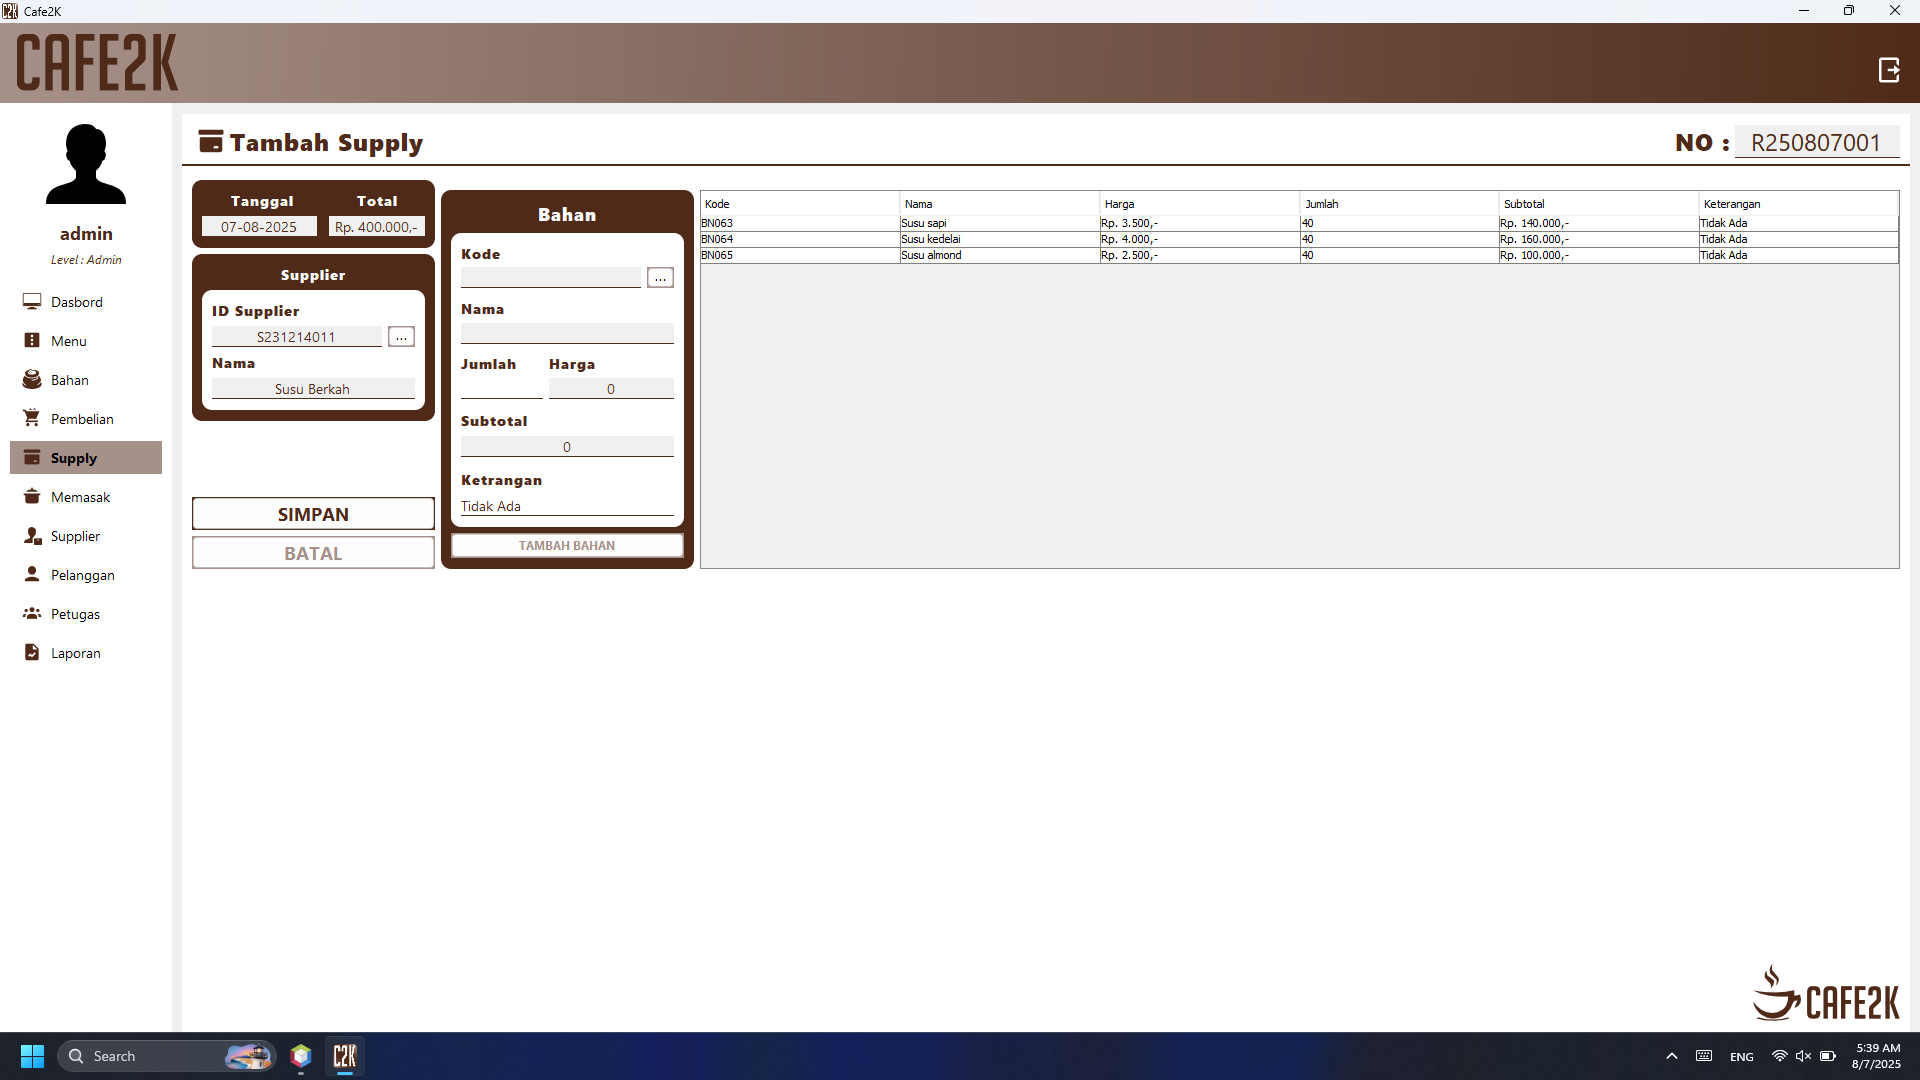 Cafe2K
CAFE2K
admin
Level : Admin
Dasbord
Menu
Bahan
Pembelian
Supply
Memasak
Supplier
Pelanggan
Petugas
Laporan
Tambah Supply
NO : R250807001
Tanggal Total
07-08-2025 Rp. 400.000,-
Supplier
ID Supplier
S231214011 ...
Nama
Susu Berkah
SIMPAN
BATAL
Bahan
Kode
...
Nama
Jumlah Harga
0
Subtotal
0
Ketrangan
Tidak Ada
TAMBAH BAHAN
Kode Nama Harga Jumlah Subtotal Keterangan
BN063 Susu sapi Rp. 3.500,- 40 Rp. 140.000,- Tidak Ada
BN064 Susu kedelai Rp. 4.000,- 40 Rp. 160.000,- Tidak Ada
BN065 Susu almond Rp. 2.500,- 40 Rp. 100.000,- Tidak Ada
CAFE2K
Search
C2K
ENG
5:39 AM
8/7/2025